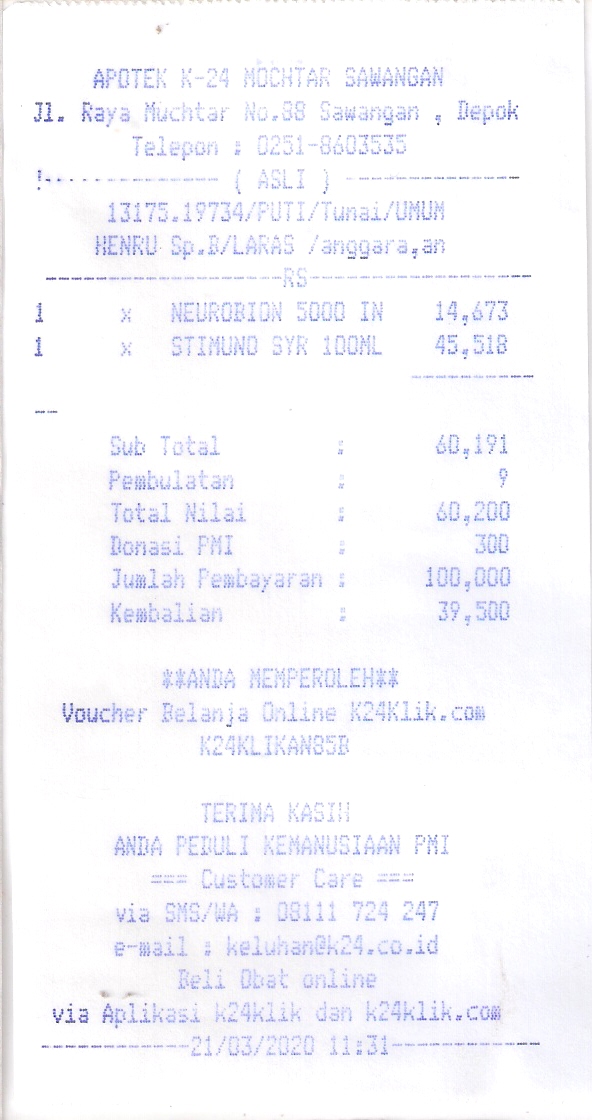 APOTEK K-24 MOCHTAR SAWANGAN
Jl. Raya Muchtar No.88 Sawangan , Depok
Telepon : 0251-8603535
!----------------- ( ASLI ) -----------------
13175.19734/PUTI/Tunai/UMUM
HENRU Sp.B/LARAS /anggara,an
-----------------------RS----------------------
1 x NEUROBION 5000 IN 14,673
1 x STIMUNO SYR 100ML 45,518
------------
--
Sub Total : 60,191
Pembulatan : 9
Total Nilai : 60,200
Donasi PMI : 300
Jumlah Pembayaran : 100,000
Kembalian : 39,500
**ANDA MEMPEROLEH**
Voucher Belanja Online K24Klik.com
K24KLIKAN85B
TERIMA KASIH
ANDA PEDULI KEMANUSIAAN PMI
=== Customer Care ===
via SMS/WA : 08111 724 247
e-mail : keluhan@k24.co.id
Beli Obat online
via Aplikasi k24klik dan k24klik.com
------------21/03/2020 11:31------------